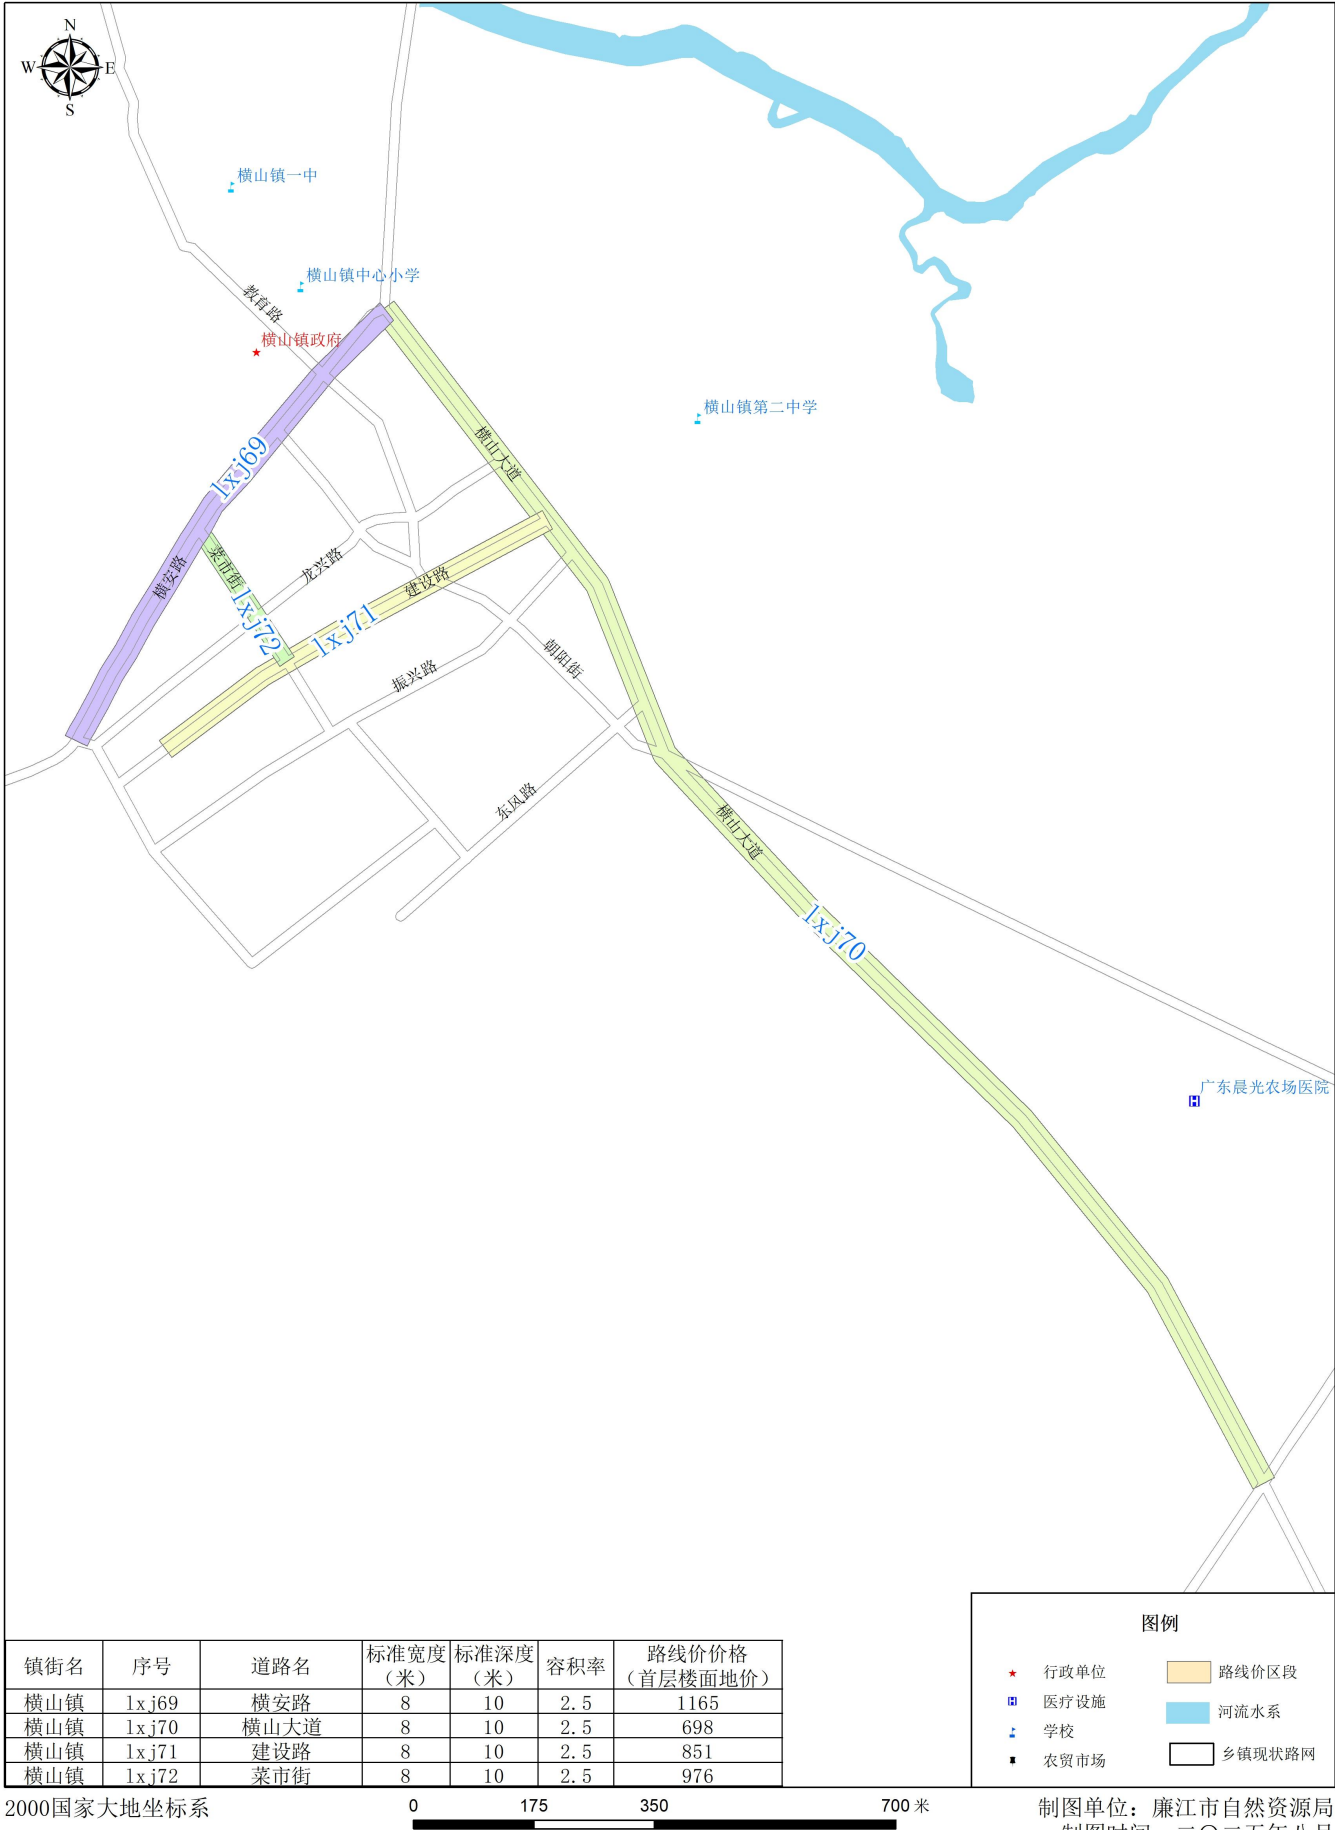 N
W
E
S
横山镇一中
横山镇中心小学
教育路
横山镇政府
横山镇第二中学
横山大道
lxj69
菜市街
龙兴路
横安路
建设路
lxj72
lxj71
振兴路
朝阳街
东风路
横山大道
lxj70
广东晨光农场医院
镇街名 序号 道路名 标准宽度（米） 标准深度（米） 容积率 路线价价格（首层楼面地价）
横山镇 lxj69 横安路 8 10 2.5 1165
横山镇 lxj70 横山大道 8 10 2.5 698
横山镇 lxj71 建设路 8 10 2.5 851
横山镇 lxj72 菜市街 8 10 2.5 976
图例
行政单位 路线价区段
医疗设施 河流水系
学校
农贸市场 乡镇现状路网
2000国家大地坐标系
0 175 350 700 米
制图单位：廉江市自然资源局